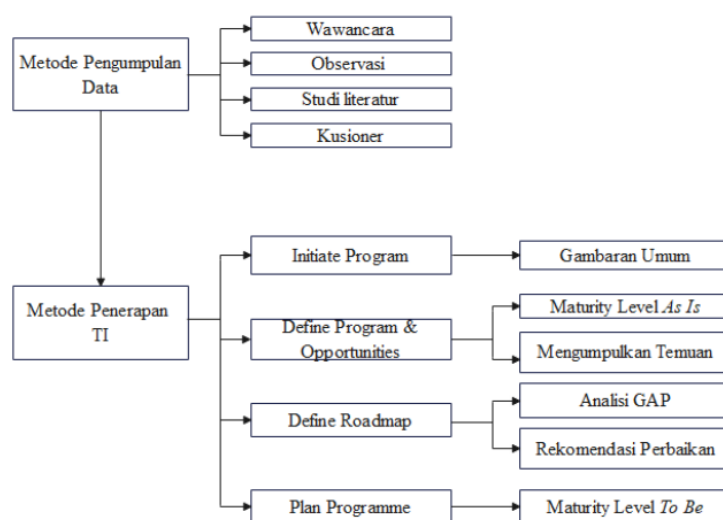 Metode Pengumpulan
Data
Wawancara
Observasi
Studi literatur
Kusioner
Metode Penerapan
TI
Initiate Program
Gambaran Umum
Define Program &
Opportunities
Maturity Level As Is
Mengumpulkan Temuan
Define Roadmap
Analisi GAP
Rekomendasi Perbaikan
Plan Programme
Maturity Level To Be